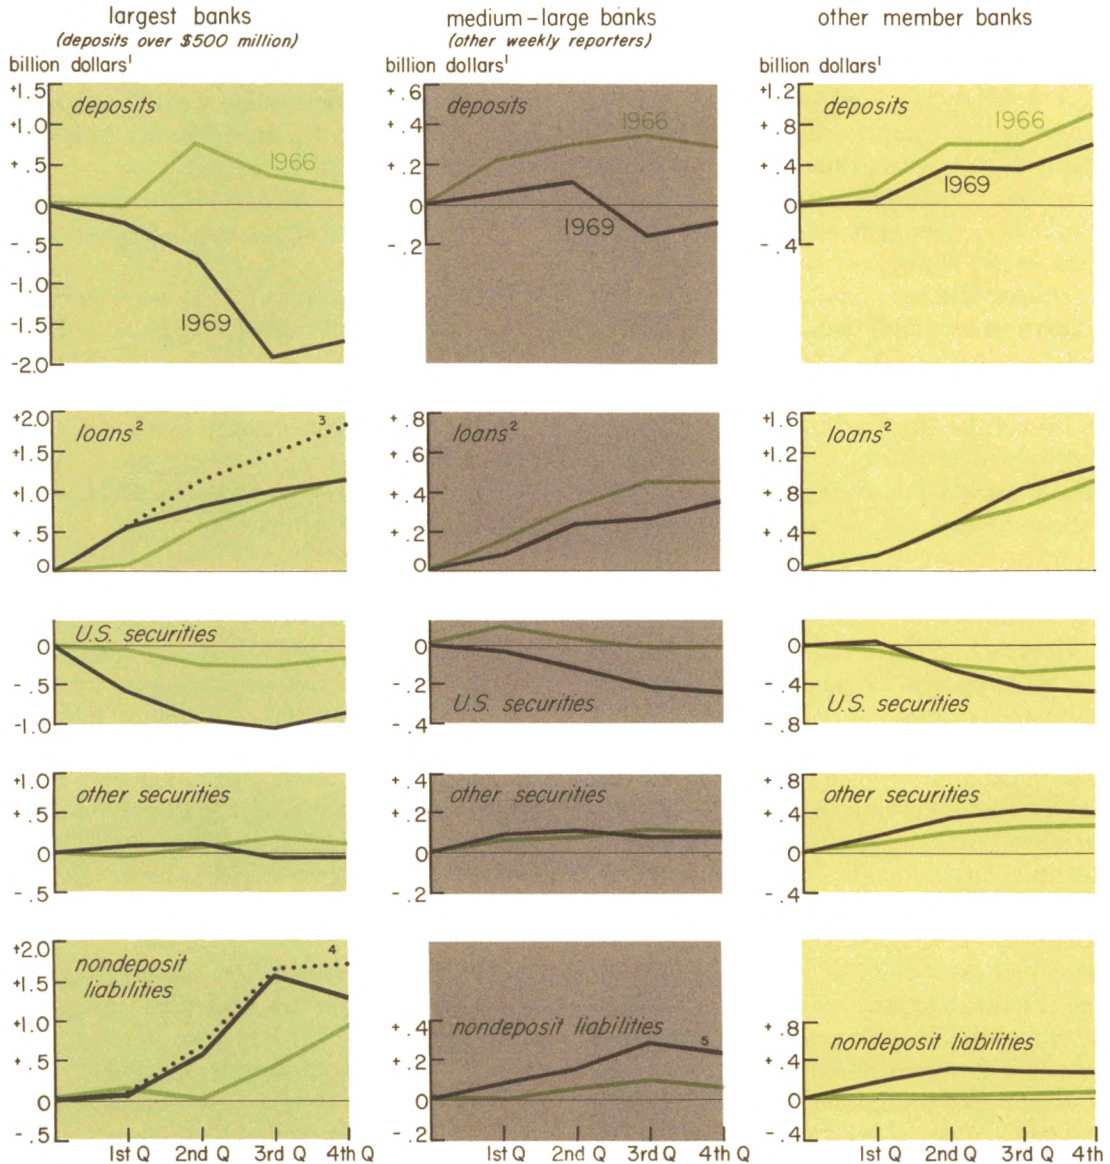 largest banks
(deposits over $500 million)
billion dollars¹
+1.5
deposits
+1.0
+ .5
1966
0
- .5
-1.0
-1.5
1969
-2.0
medium-large banks
(other weekly reporters)
billion dollars¹
+ .6
deposits
+ .4
1966
+ .2
0
1969
- .2
other member banks
billion dollars¹
+1.2
deposits
+ .8
1966
+ .4
1969
0
- .4
+2.0
loans²
3
+1.5
+1.0
+ .5
0
+ .8
loans²
+ .6
+ .4
+ .2
0
+1.6
loans²
+1.2
+ .8
+ .4
0
U.S. securities
0
- .5
-1.0
0
- .2
U.S. securities
- .4
0
- .4
U.S. securities
- .8
+1.0
other securities
+ .5
0
- .5
+ .4
other securities
+ .2
0
- .2
+ .8
other securities
+ .4
0
- .4
+2.0
4
nondeposit
liabilities
+1.5
+1.0
+ .5
0
- .5
1st Q 2nd Q 3rd Q 4th Q
+ .4
nondeposit liabilities
5
+ .2
0
- .2
1st Q 2nd Q 3rd Q 4th Q
+ .8
nondeposit liabilities
+ .4
0
- .4
1st Q 2nd Q 3rd Q 4th Q